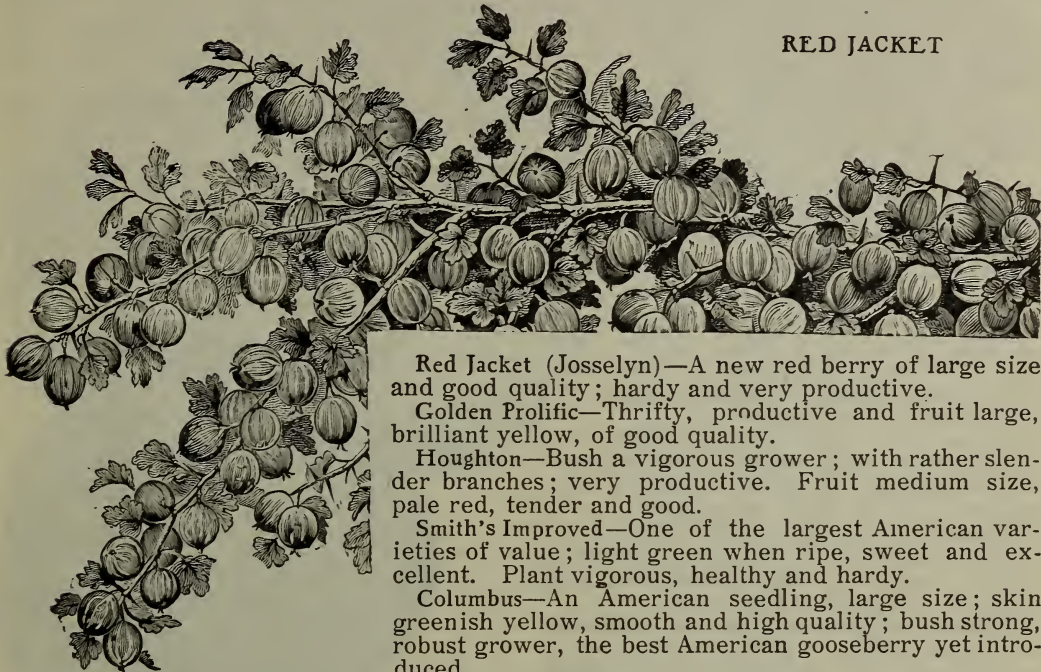 RED JACKET
Red Jacket (Josselyn)—A new red berry of large size
and good quality; hardy and very productive.
Golden Prolific—Thrifty, productive and fruit large,
brilliant yellow, of good quality.
Houghton—Bush a vigorous grower; with rather slen-
der branches; very productive. Fruit medium size,
pale red, tender and good.
Smith's Improved—One of the largest American var-
ieties of value; light green when ripe, sweet and ex-
cellent. Plant vigorous, healthy and hardy.
Columbus—An American seedling, large size; skin
greenish yellow, smooth and high quality; bush strong,
robust grower, the best American gooseberry yet intro-
duced.